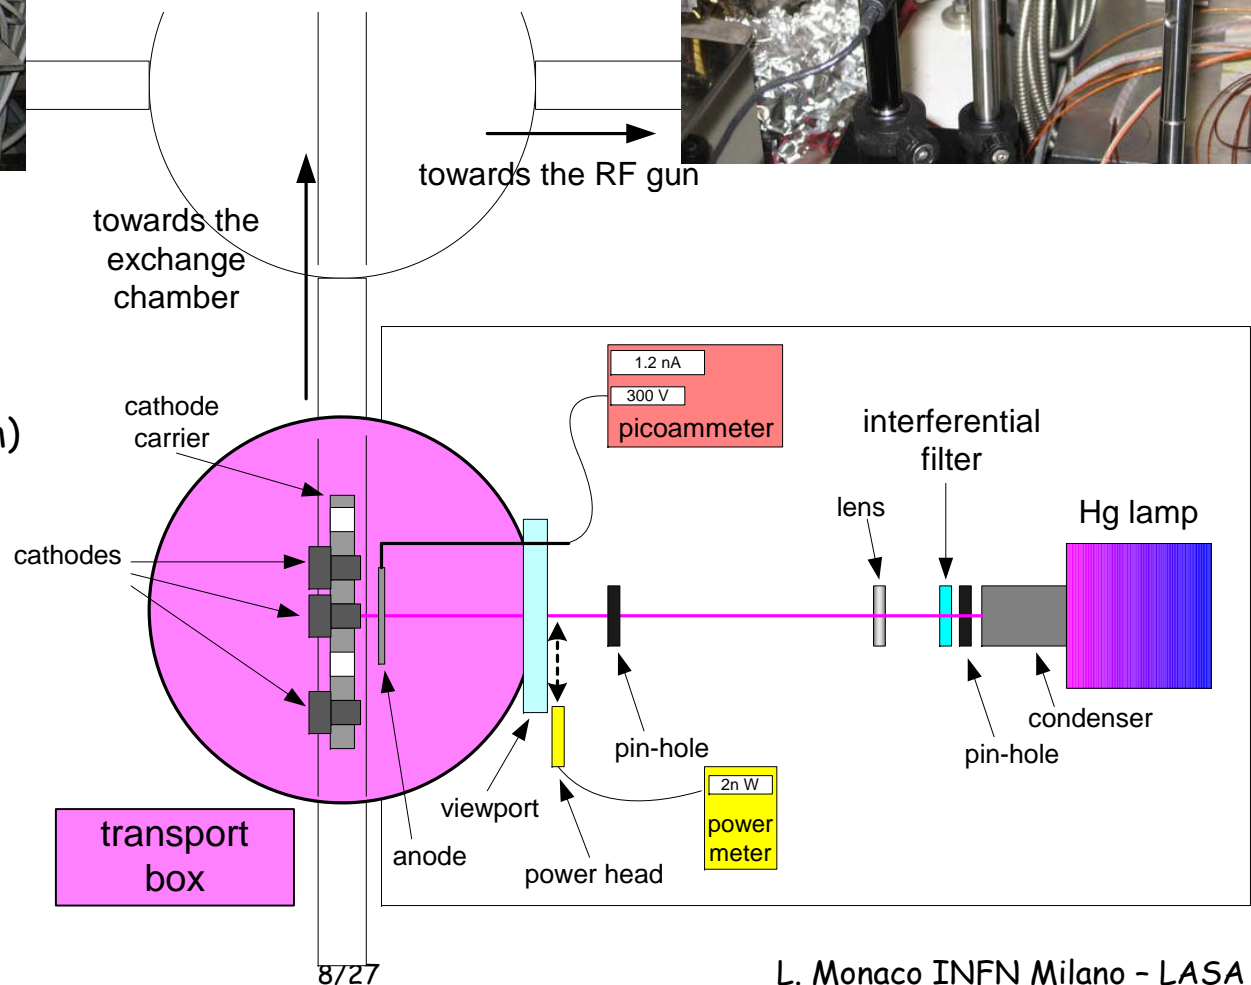 towards the RF gun
towards the
exchange
chamber
1.2 nA
300 V
picoammeter
cathode
carrier
interferential
filter
lens
Hg lamp
cathodes
condenser
pin-hole
pin-hole
viewport
2n W
power
meter
transport
box
anode
power head
8/27
L. Monaco INFN Milano – LASA